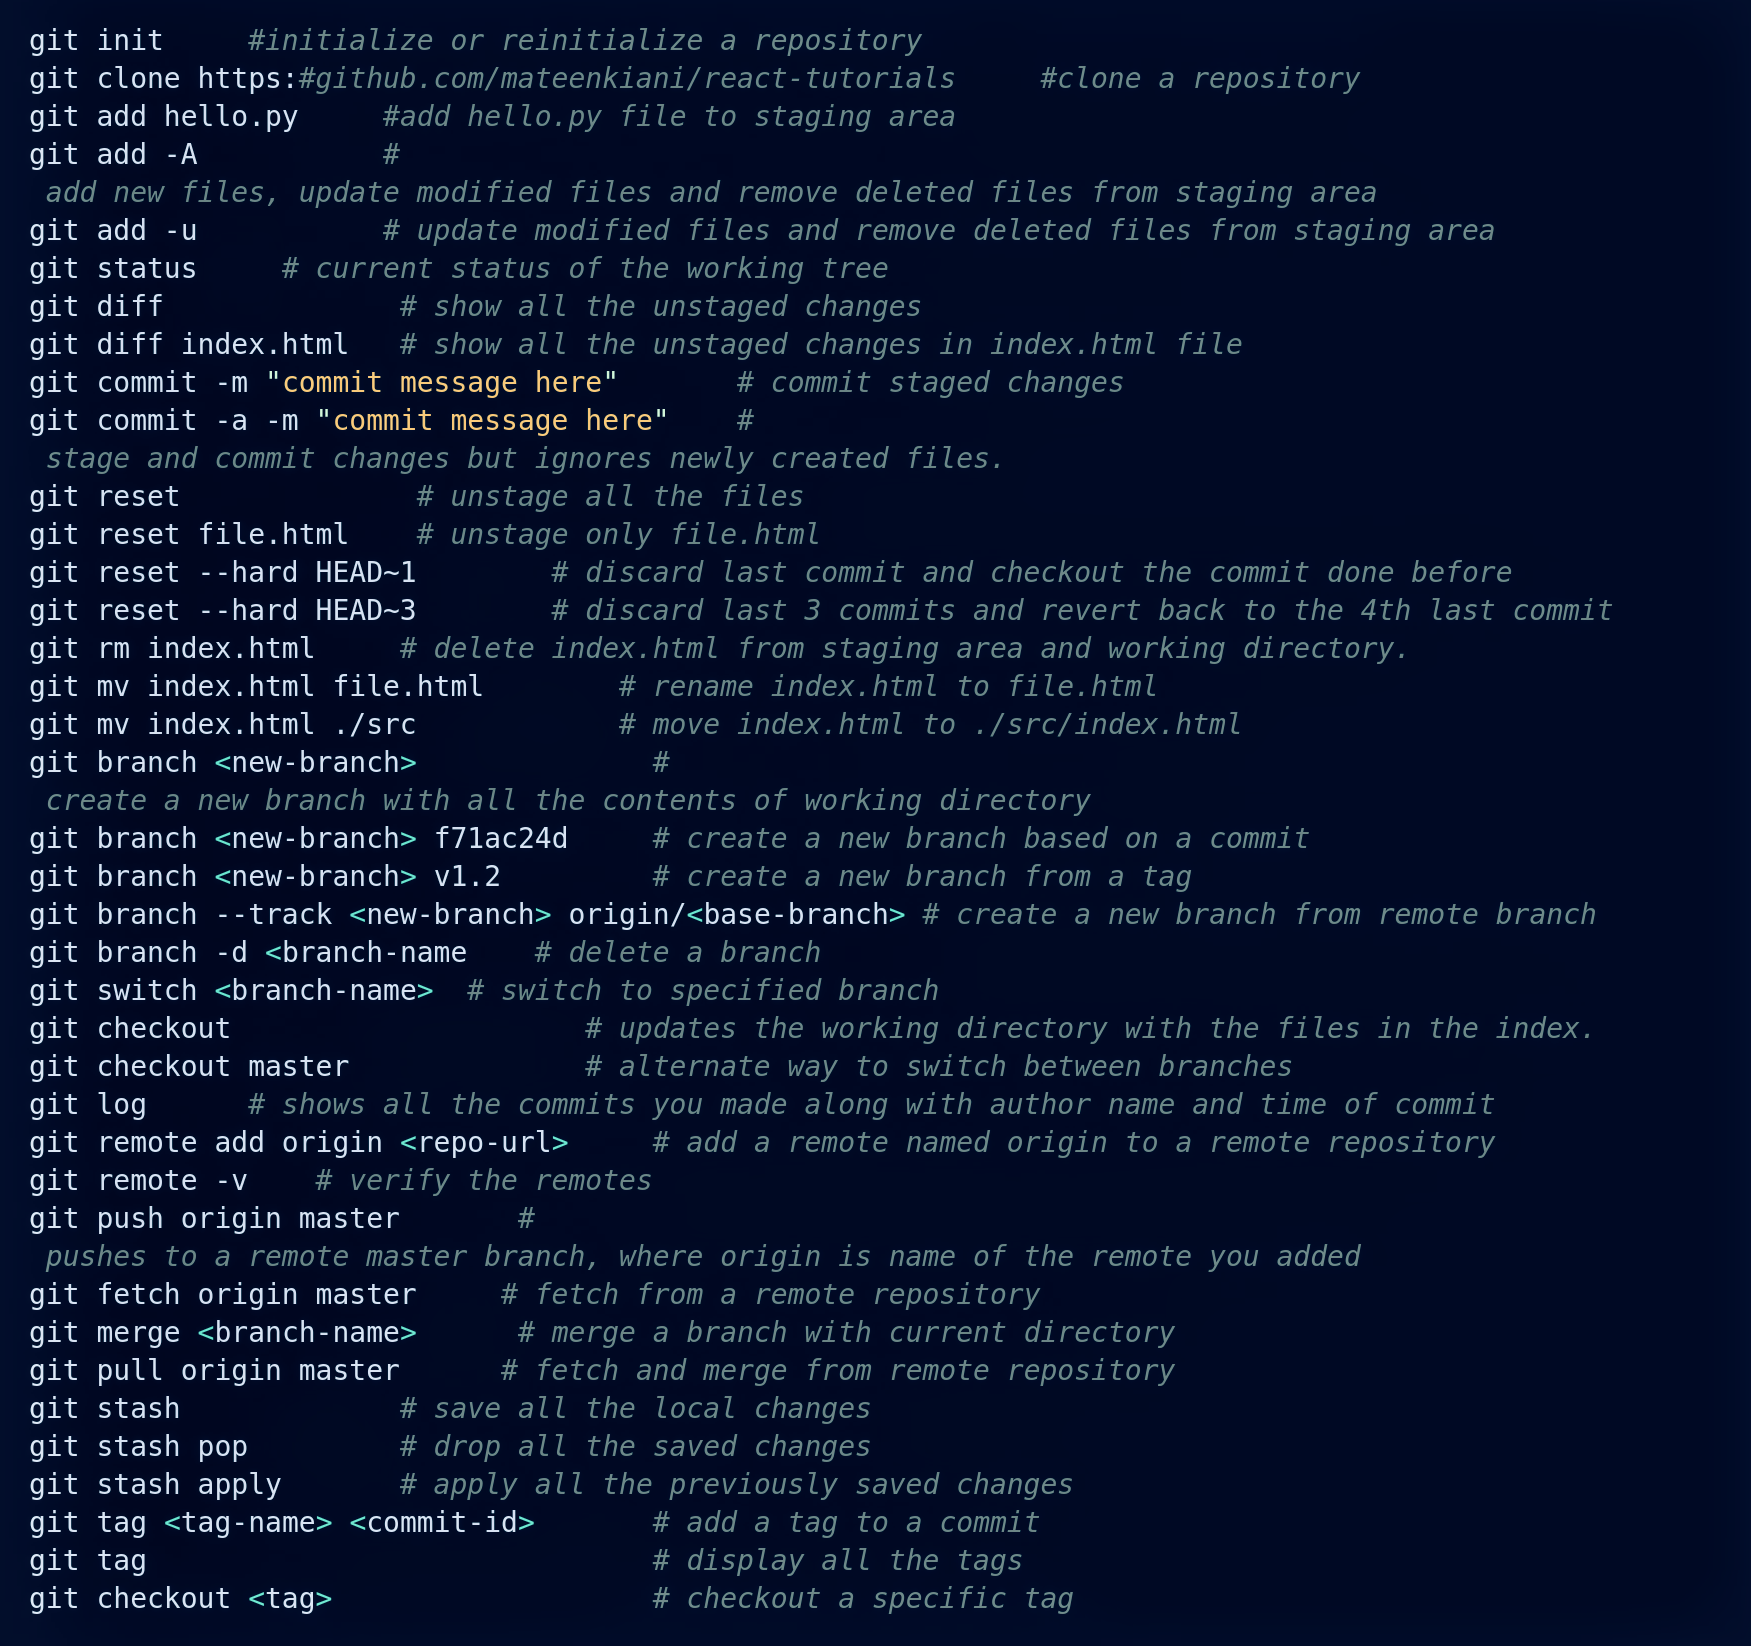 git init     #initialize or reinitialize a repository
git clone https:#github.com/mateenkiani/react-tutorials     #clone a repository
git add hello.py     #add hello.py file to staging area
git add -A           #
 add new files, update modified files and remove deleted files from staging area
git add -u           # update modified files and remove deleted files from staging area
git status     # current status of the working tree
git diff              # show all the unstaged changes
git diff index.html   # show all the unstaged changes in index.html file
git commit -m "commit message here"       # commit staged changes
git commit -a -m "commit message here"    #
 stage and commit changes but ignores newly created files.
git reset              # unstage all the files
git reset file.html    # unstage only file.html
git reset --hard HEAD~1        # discard last commit and checkout the commit done before
git reset --hard HEAD~3        # discard last 3 commits and revert back to the 4th last commit
git rm index.html     # delete index.html from staging area and working directory.
git mv index.html file.html        # rename index.html to file.html
git mv index.html ./src            # move index.html to ./src/index.html
git branch <new-branch>              #
 create a new branch with all the contents of working directory
git branch <new-branch> f71ac24d     # create a new branch based on a commit
git branch <new-branch> v1.2         # create a new branch from a tag
git branch --track <new-branch> origin/<base-branch> # create a new branch from remote branch
git branch -d <branch-name    # delete a branch
git switch <branch-name>  # switch to specified branch
git checkout                     # updates the working directory with the files in the index.
git checkout master              # alternate way to switch between branches
git log      # shows all the commits you made along with author name and time of commit
git remote add origin <repo-url>     # add a remote named origin to a remote repository
git remote -v    # verify the remotes
git push origin master       #
 pushes to a remote master branch, where origin is name of the remote you added
git fetch origin master     # fetch from a remote repository
git merge <branch-name>      # merge a branch with current directory
git pull origin master      # fetch and merge from remote repository
git stash             # save all the local changes
git stash pop         # drop all the saved changes
git stash apply       # apply all the previously saved changes
git tag <tag-name> <commit-id>       # add a tag to a commit
git tag                              # display all the tags
git checkout <tag>                   # checkout a specific tag